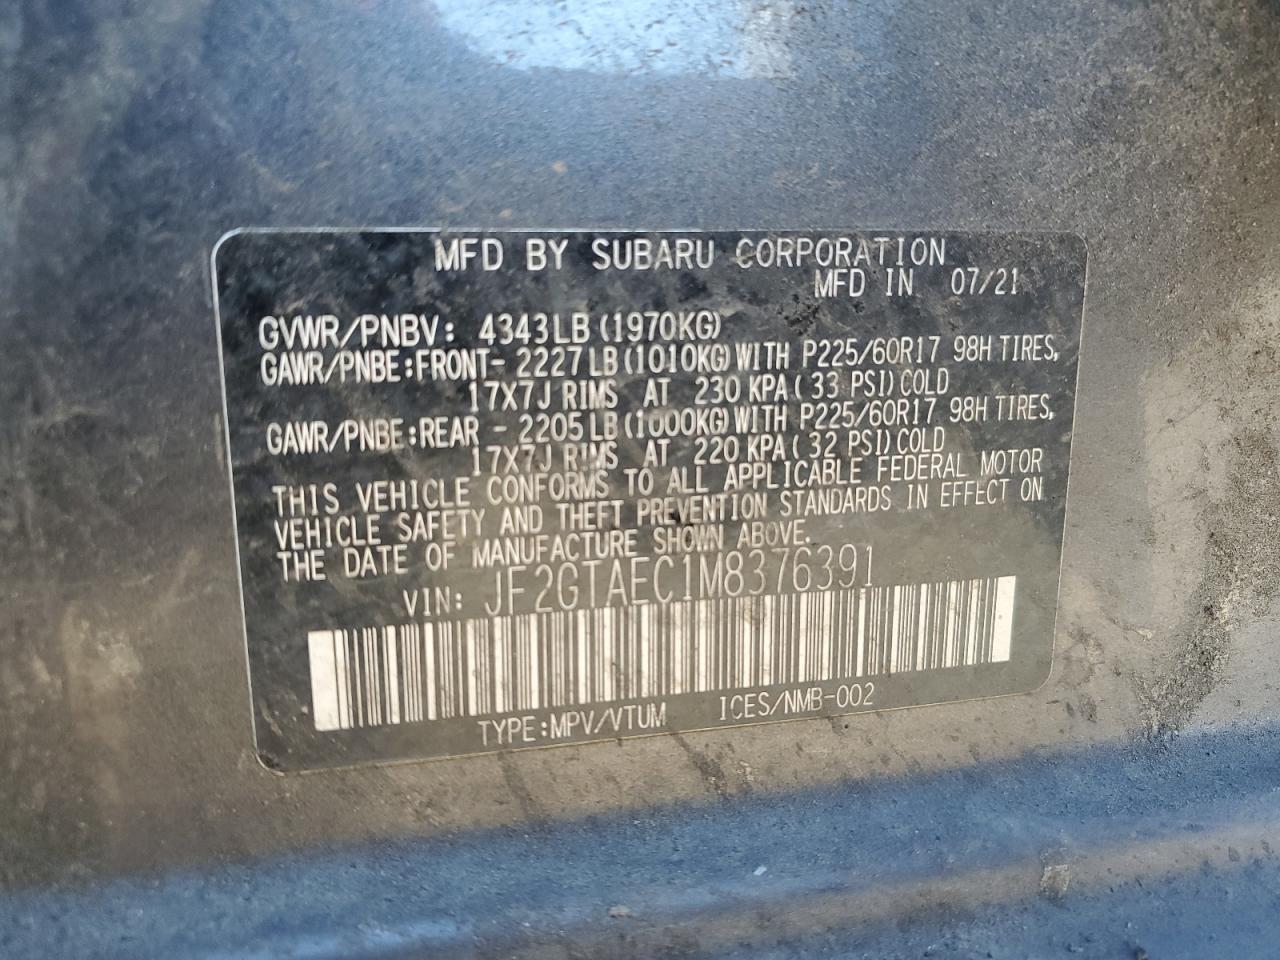 MFD BY SUBARU CORPORATION
MFD IN 07/21
GVWR/PNBV: 4343LB(1970KG)
GAWR/PNBE:FRONT- 2227LB(1010KG)WITH P225/60R17 98H TIRES,
17X7J RIMS AT 230 KPA(33 PSI)COLD
GAWR/PNBE:REAR - 2205LB(1000KG)WITH P225/60R17 98H TIRES,
17X7J RIMS AT 220 KPA(32 PSI)COLD
THIS VEHICLE CONFORMS TO ALL APPLICABLE FEDERAL MOTOR
VEHICLE SAFETY AND THEFT PREVENTION STANDARDS IN EFFECT ON
THE DATE OF MANUFACTURE SHOWN ABOVE.
VIN: JF2GTAEC1M8376391
TYPE:MPV/VTUM ICES/NMB-002